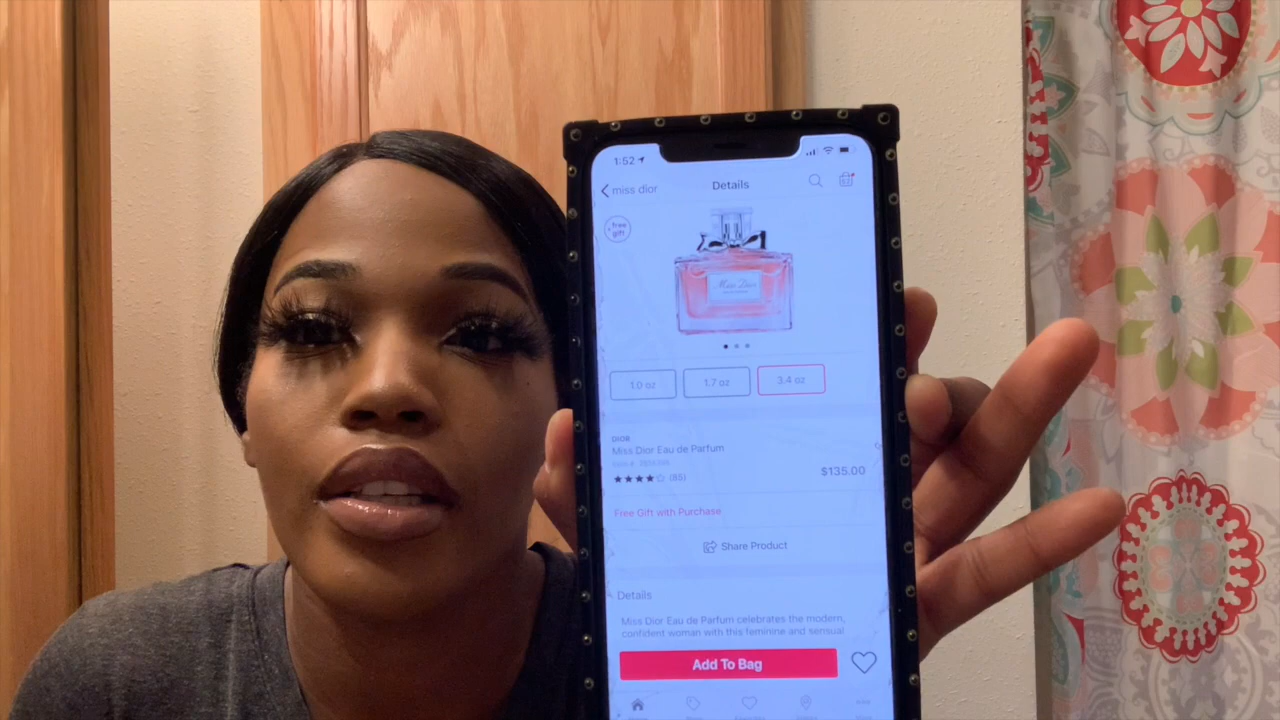 1:52
miss dior
Details
free
gift
Miss Dior
1.0 oz
1.7 oz
3.4 oz
DIOR
Miss Dior Eau de Parfum
$135.00
(88)
Free Gift with Purchase
Share Product
Details
Miss Dior Eau de Parfum celebrates the modern,
confident woman with this feminine and sensual
Add To Bag